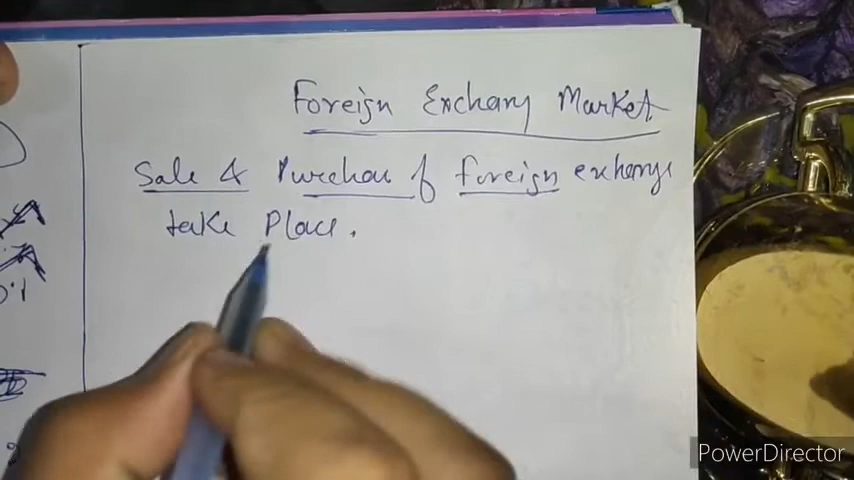 Foreign Exchang Market
Sale & Purchase of foreign exchange
take Place.
PowerDirector